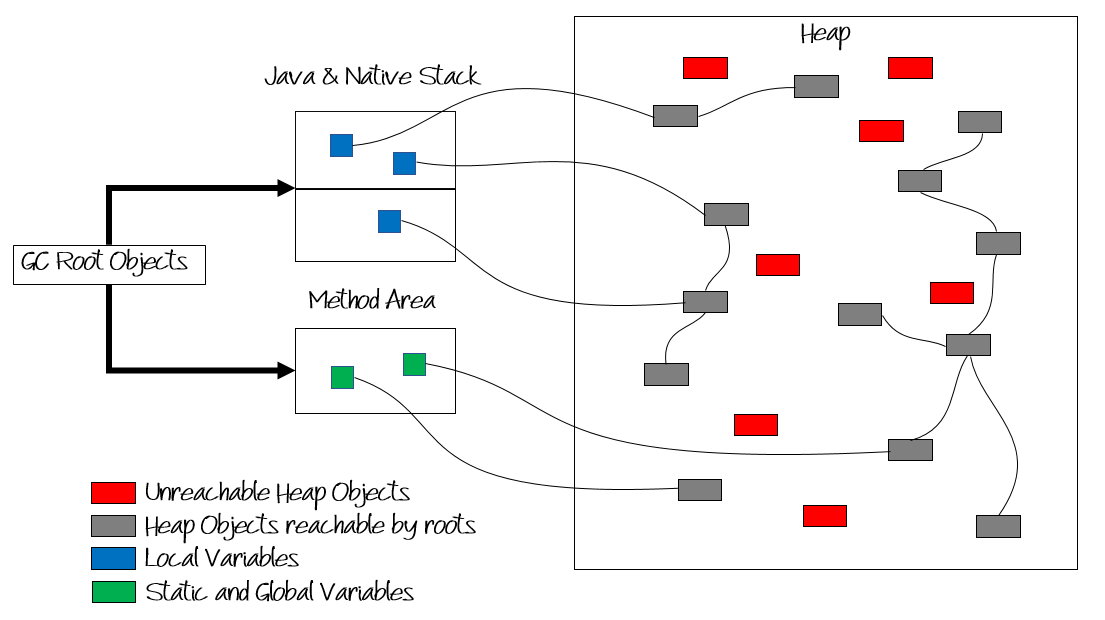 Heap
Java & Native Stack
GC Root Objects
Method Area
Unreachable Heap Objects
Heap Objects reachable by roots
Local Variables
Static and Global Variables